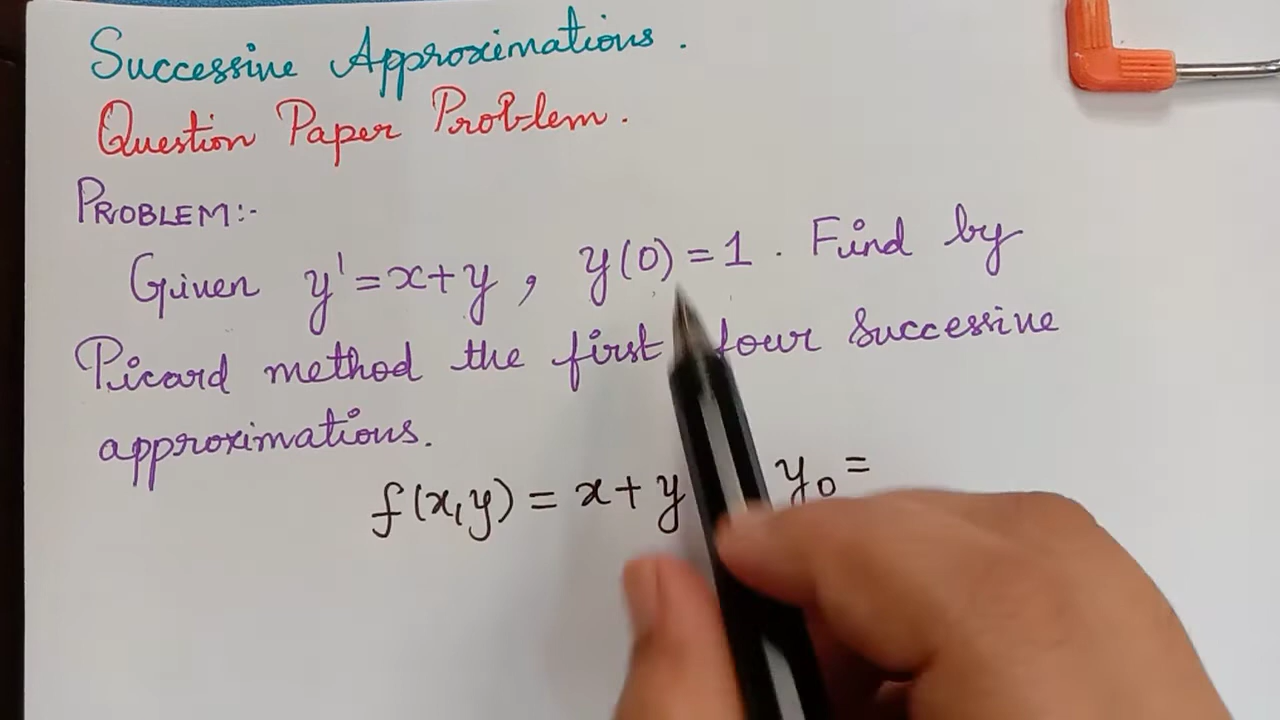 Successive Approximations.
Question Paper Problem.
PROBLEM:-
Given y' = x+y , y(0) = 1 . Find by
Picard method the first four successive
approximations.
f(x,y) = x+y y₀ =